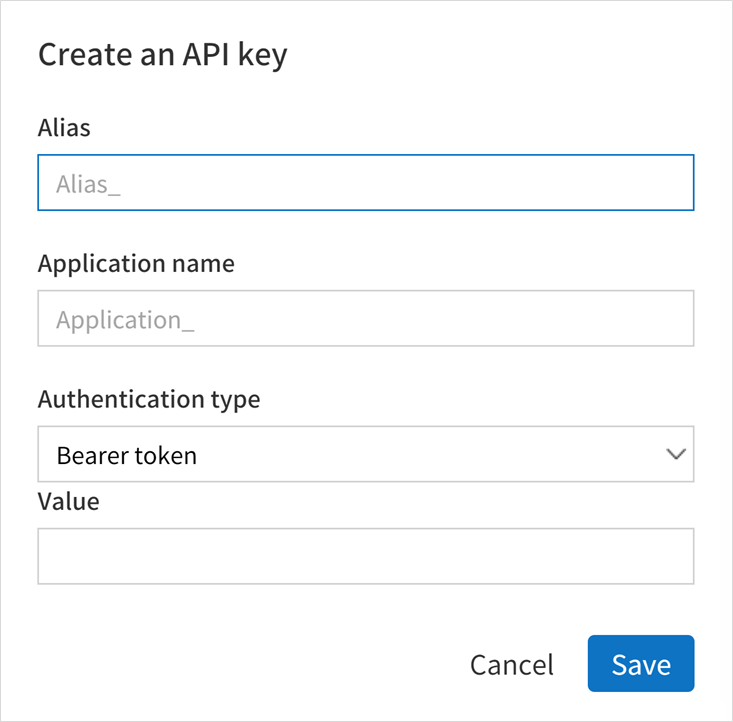 Create an API key
Alias
Alias_
Application name
Application_
Authentication type
Bearer token
Value
Cancel
Save